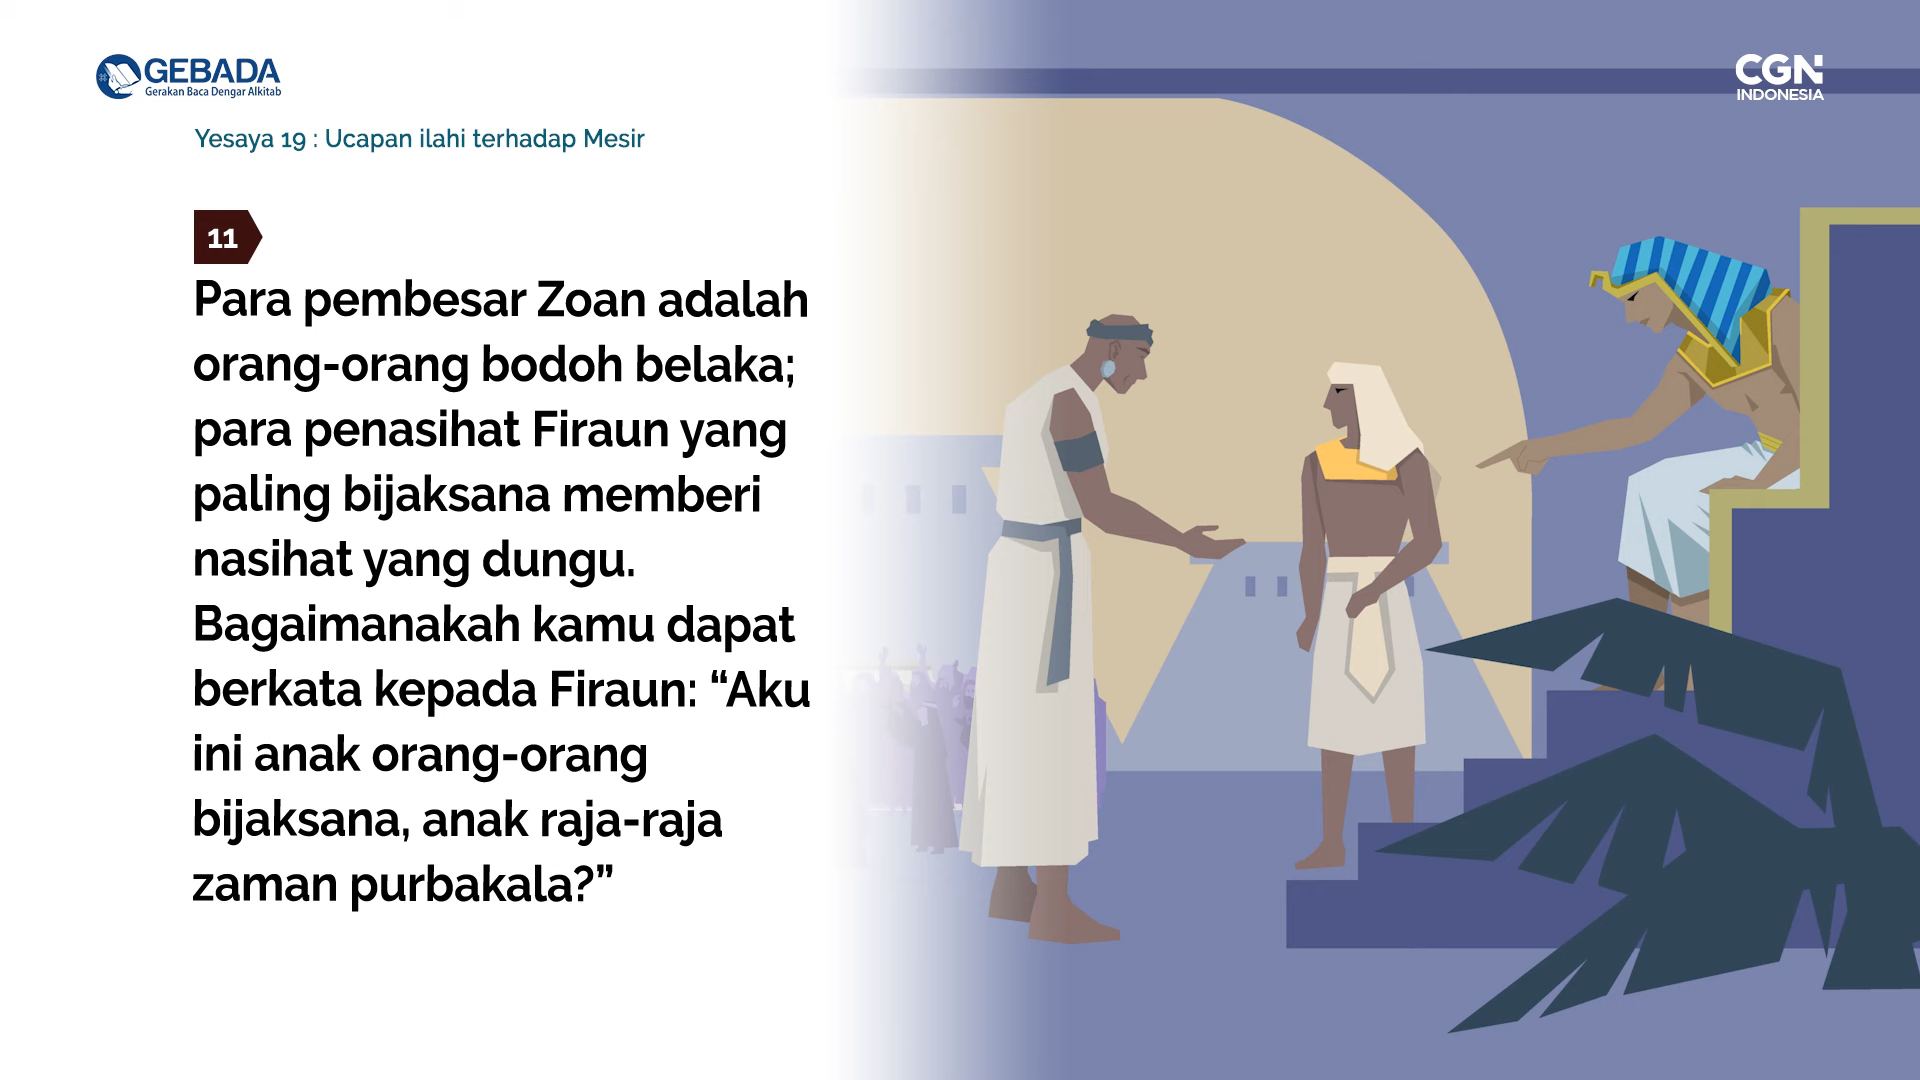 GEBADA
Gerakan Baca Dengar Alkitab
CGN
INDONESIA
Yesaya 19 : Ucapan ilahi terhadap Mesir
11
Para pembesar Zoan adalah
orang-orang bodoh belaka;
para penasihat Firaun yang
paling bijaksana memberi
nasihat yang dungu.
Bagaimanakah kamu dapat
berkata kepada Firaun: “Aku
ini anak orang-orang
bijaksana, anak raja-raja
zaman purbakala?”